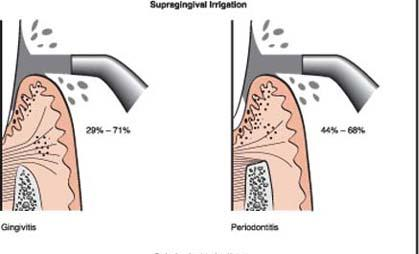 Supragingival Irrigation
29% – 71%
44% – 68%
Gingivitis
Periodontitis